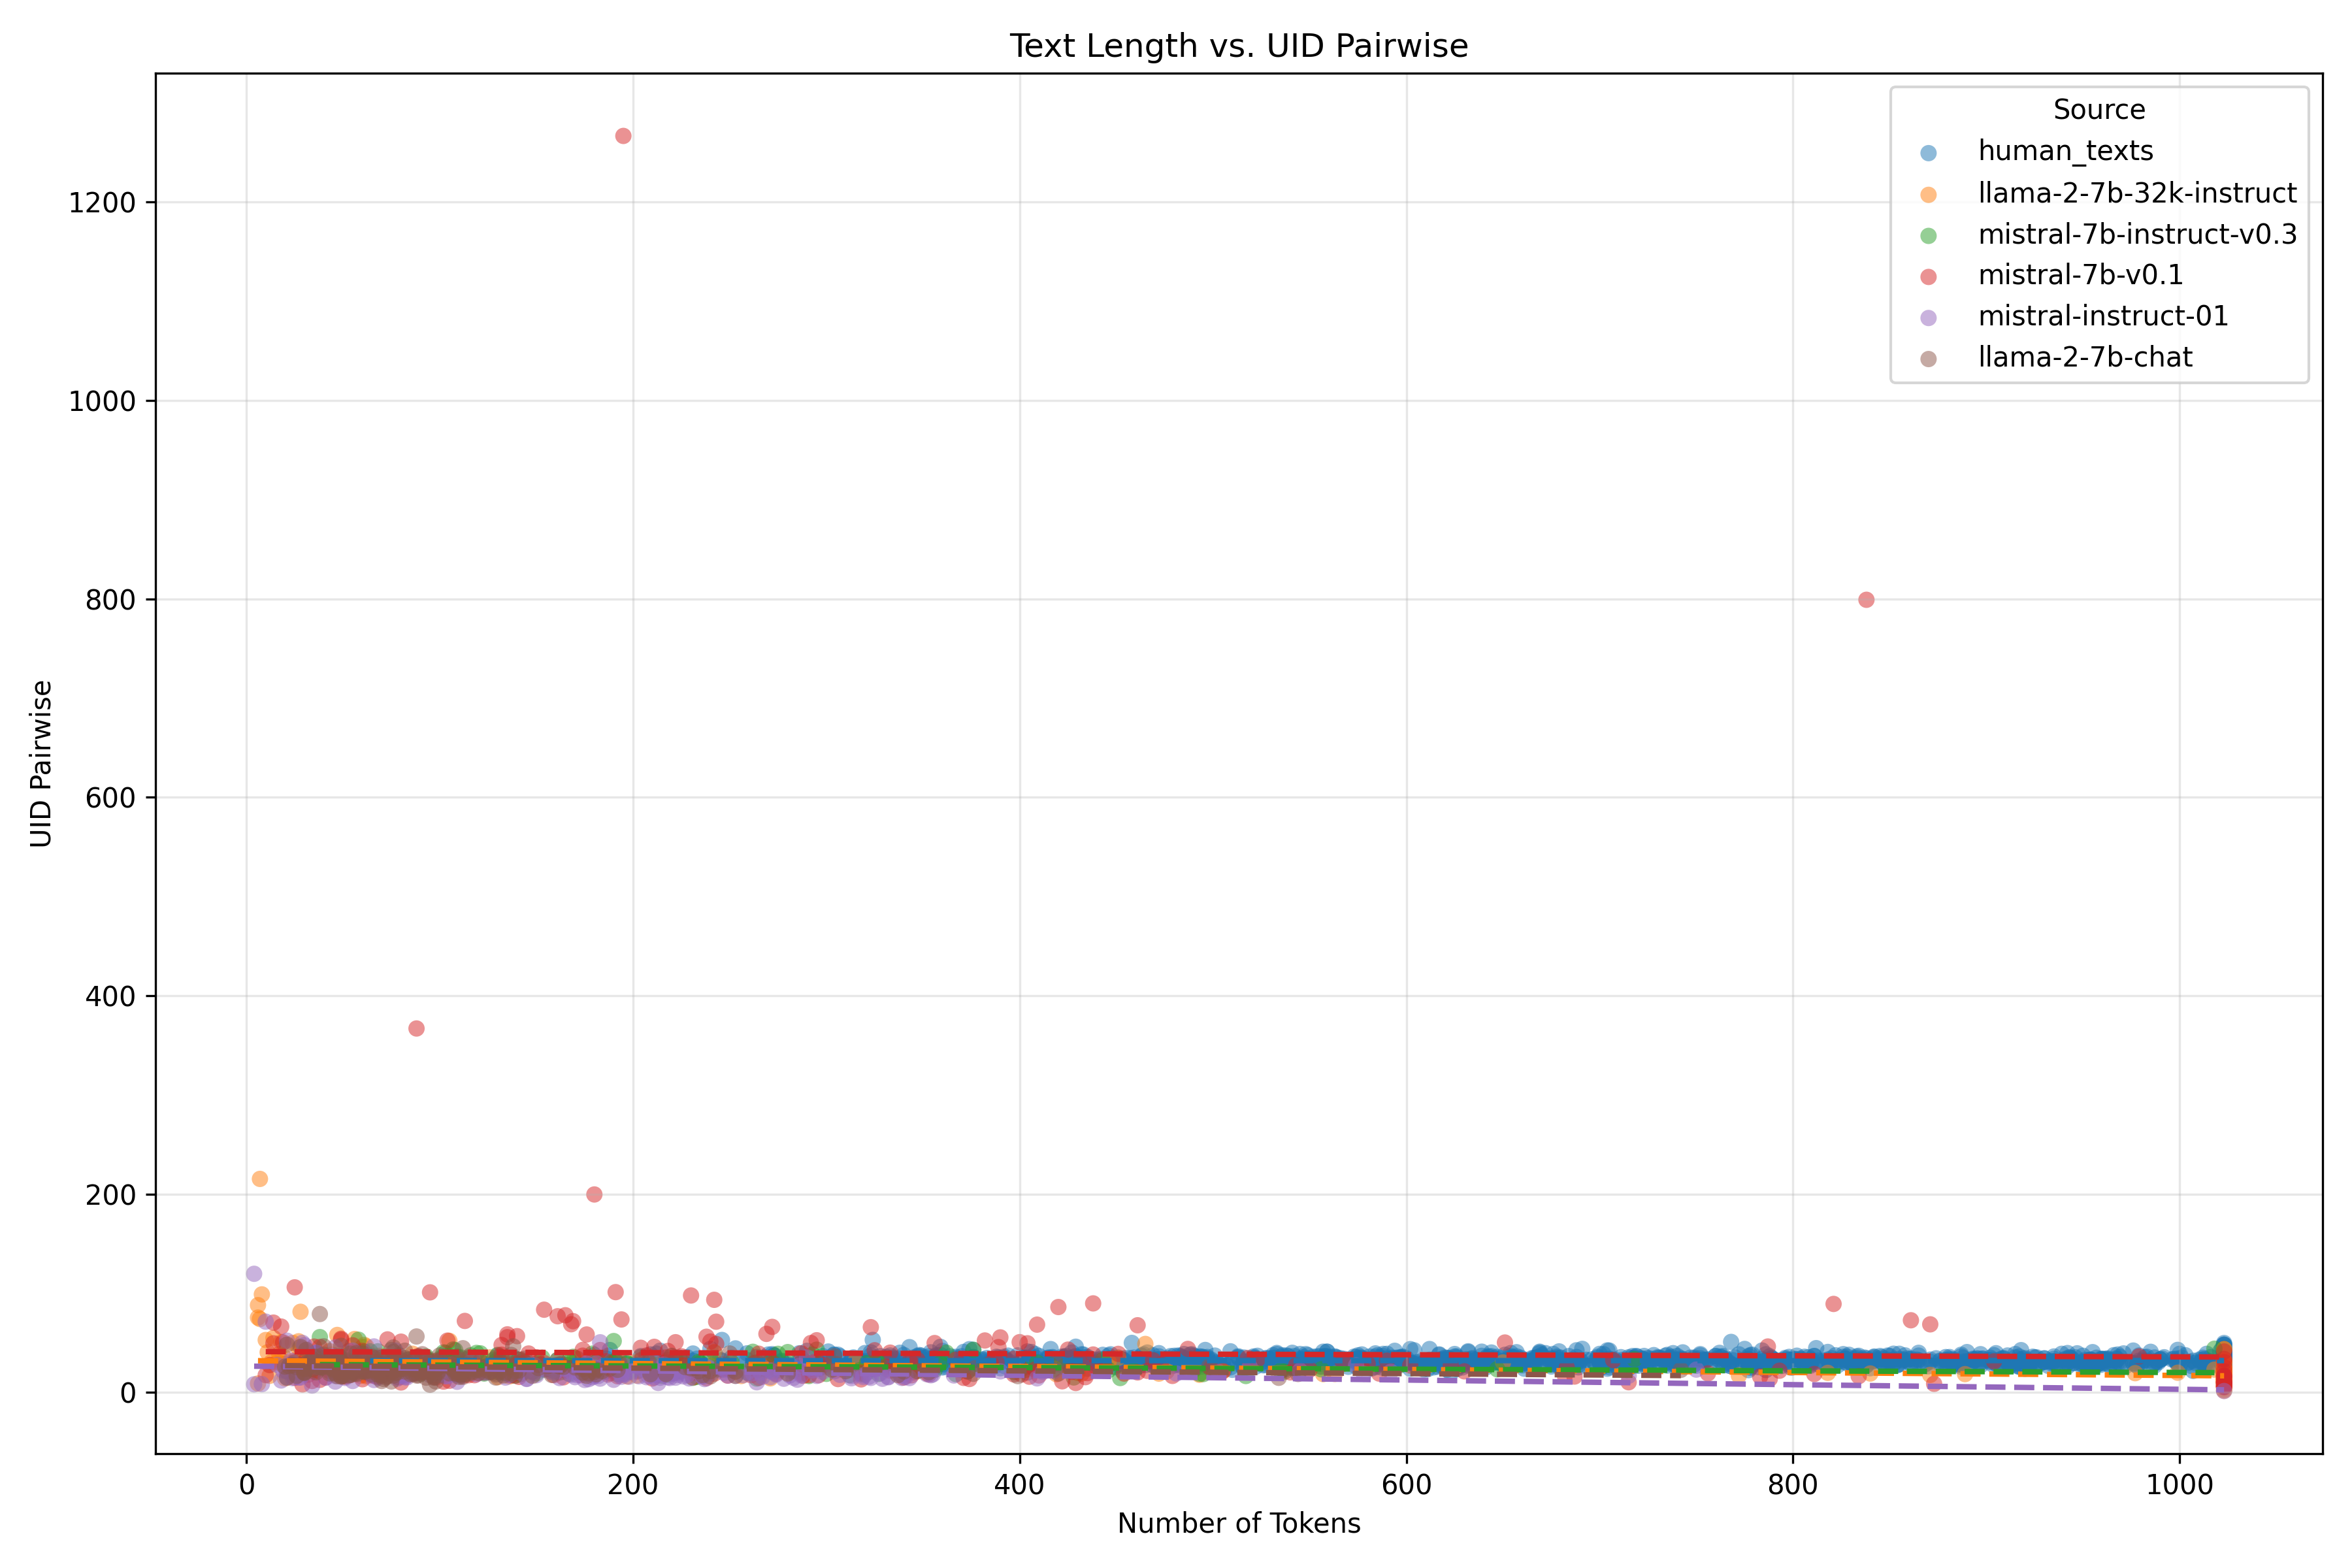 Text Length vs. UID Pairwise
Source
human_texts
llama-2-7b-32k-instruct
mistral-7b-instruct-v0.3
mistral-7b-v0.1
mistral-instruct-01
llama-2-7b-chat
UID Pairwise
1200
1000
800
600
400
200
0
0 200 400 600 800 1000
Number of Tokens